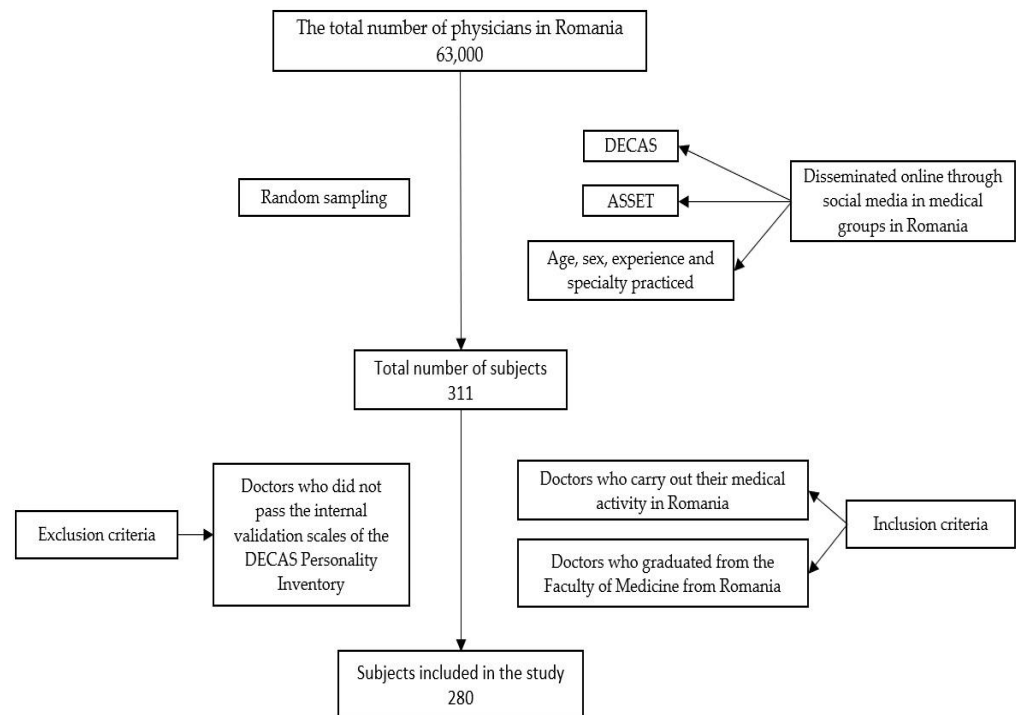 The total number of physicians in Romania
63,000
DECAS
Disseminated online through
social media in medical
groups in Romania
Random sampling
ASSET
Age, sex, experience and
specialty practiced
Total number of subjects
311
Doctors who did not
pass the internal
validation scales of the
DECAS Personality
Inventory
Exclusion criteria
Doctors who carry out their medical
activity in Romania
Inclusion criteria
Doctors who graduated from the
Faculty of Medicine from Romania
Subjects included in the study
280